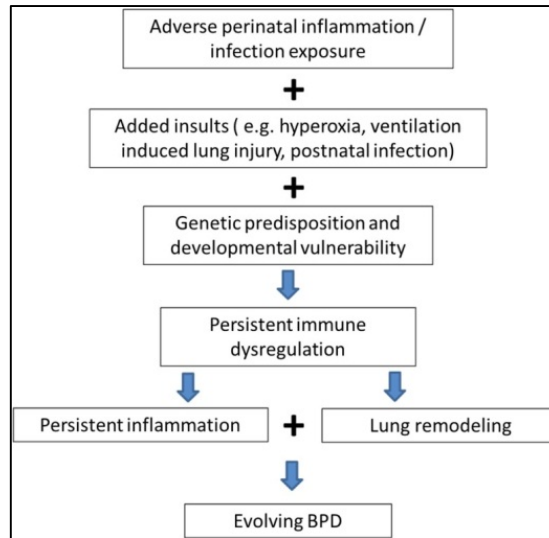 Adverse perinatal inflammation /
infection exposure
+
Added insults ( e.g. hyperoxia, ventilation
induced lung injury, postnatal infection)
+
Genetic predisposition and
developmental vulnerability
Persistent immune
dysregulation
Persistent inflammation + Lung remodeling
Evolving BPD